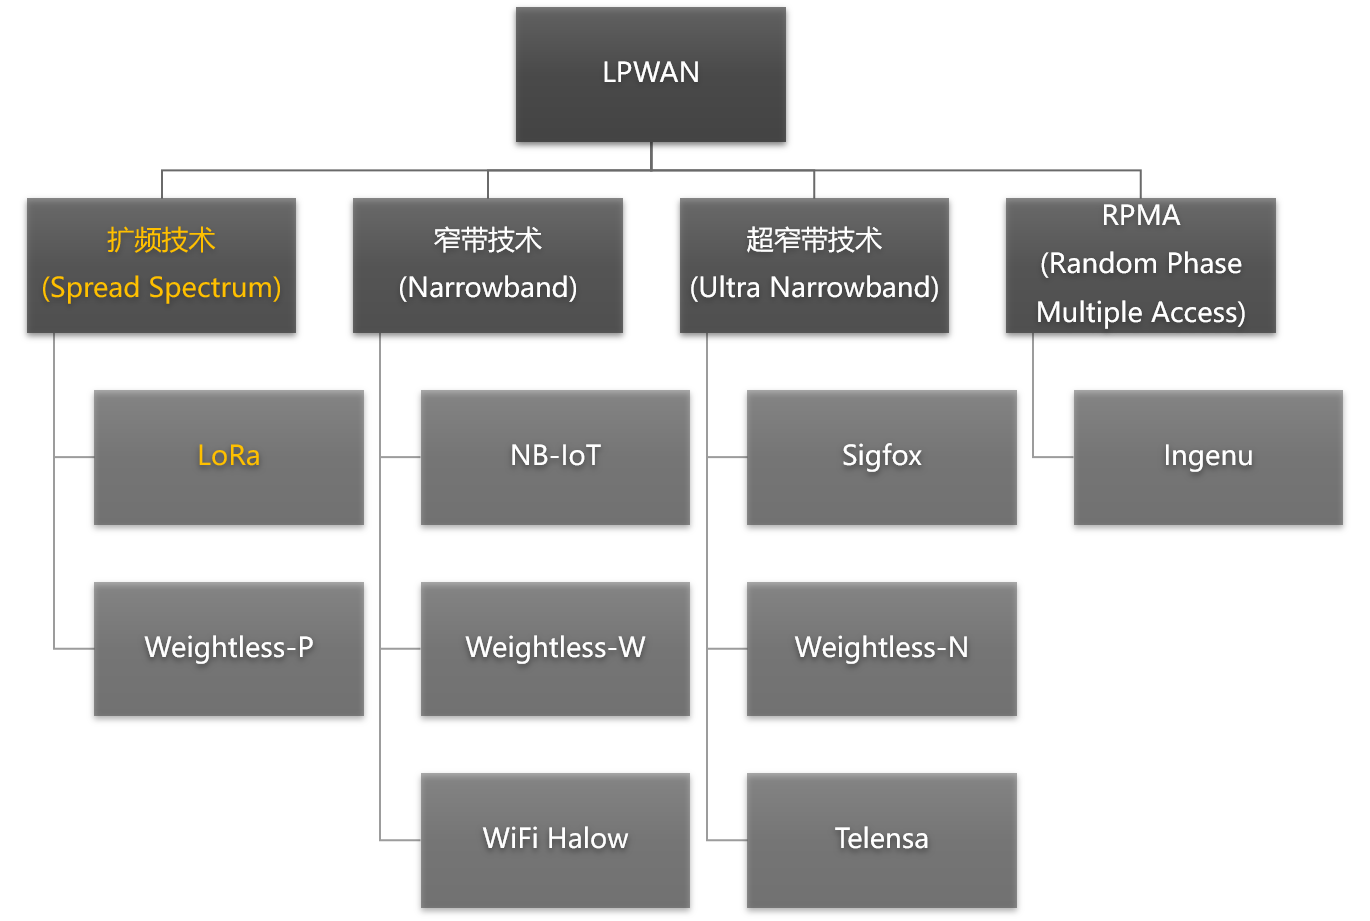 LPWAN
扩频技术
(Spread Spectrum)
窄带技术
(Narrowband)
超窄带技术
(Ultra Narrowband)
RPMA
(Random Phase
Multiple Access)
LoRa
NB-IoT
Sigfox
Ingenu
Weightless-P
Weightless-W
Weightless-N
WiFi Halow
Telensa